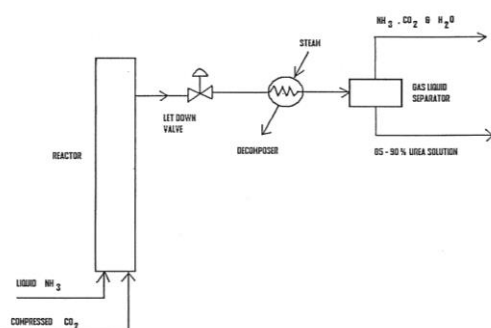 NH3 , CO2 & H2O
STEAM
GAS LIQUID
SEPARATOR
LET DOWN
VALVE
REACTOR
DECOMPOSER
85 - 90 % UREA SOLUTION
LIQUID NH3
COMPRESSED CO2